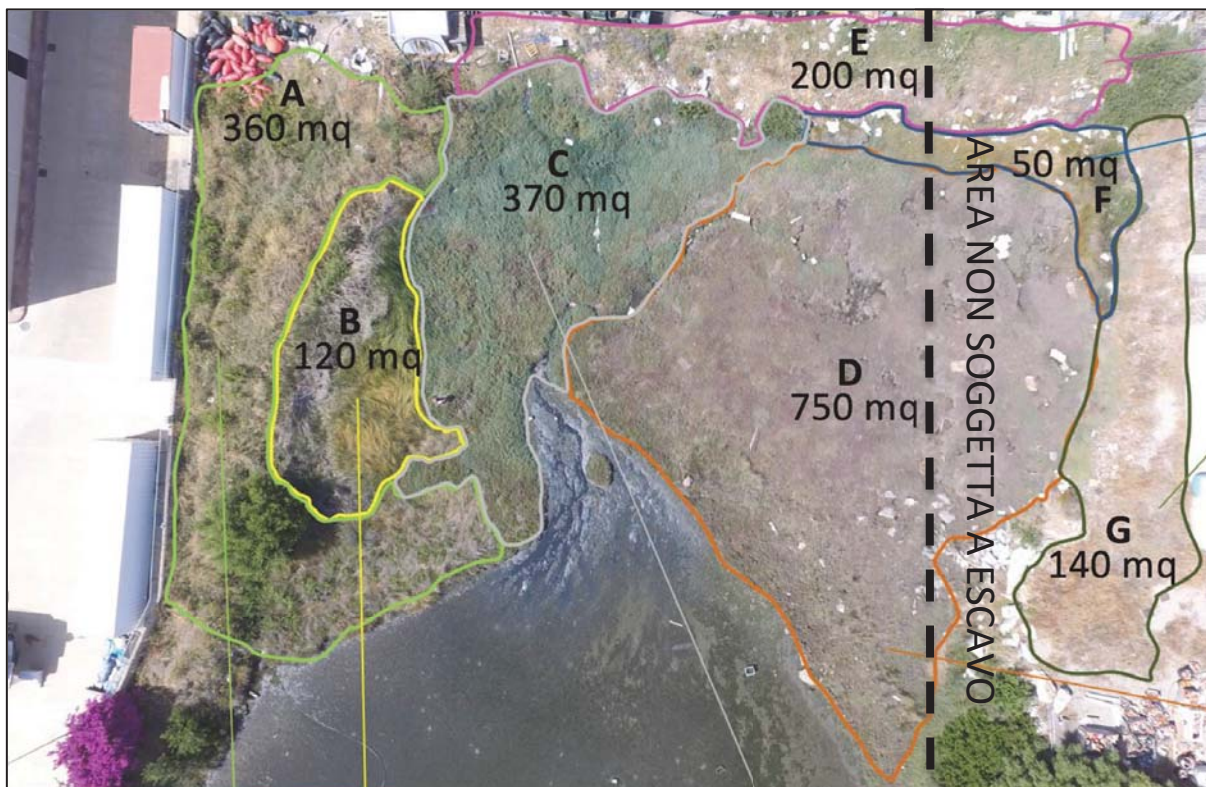 A
360 mq
B
120 mq
C
370 mq
D
750 mq
E
200 mq
50 mq
F
G
140 mq
AREA NON SOGGETTA A ESCAVO